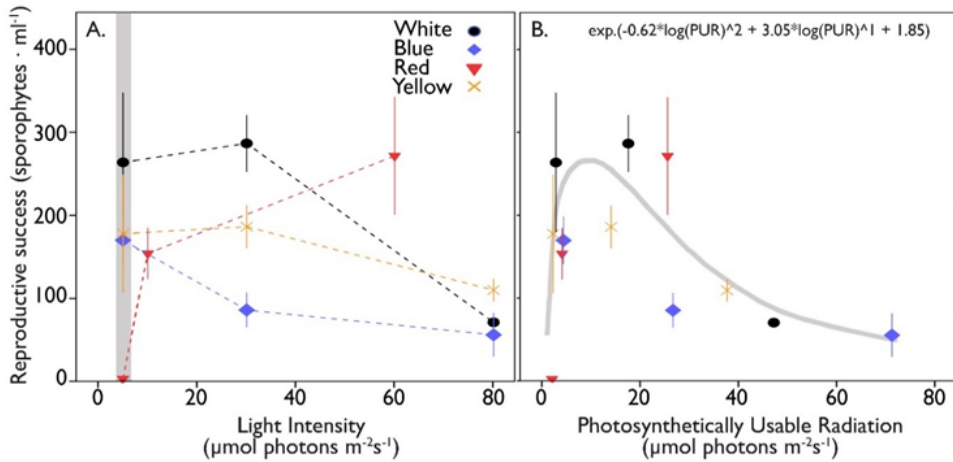 Reproductive success (sporophytes · ml⁻¹)
400
300
200
100
0
A.
White
Blue
Red
Yellow
0
20
40
60
80
Light Intensity
(µmol photons m⁻²s⁻¹)
B.
exp.(-0.62*log(PUR)^2 + 3.05*log(PUR)^1 + 1.85)
0
20
40
60
80
Photosynthetically Usable Radiation
(µmol photons m⁻²s⁻¹)